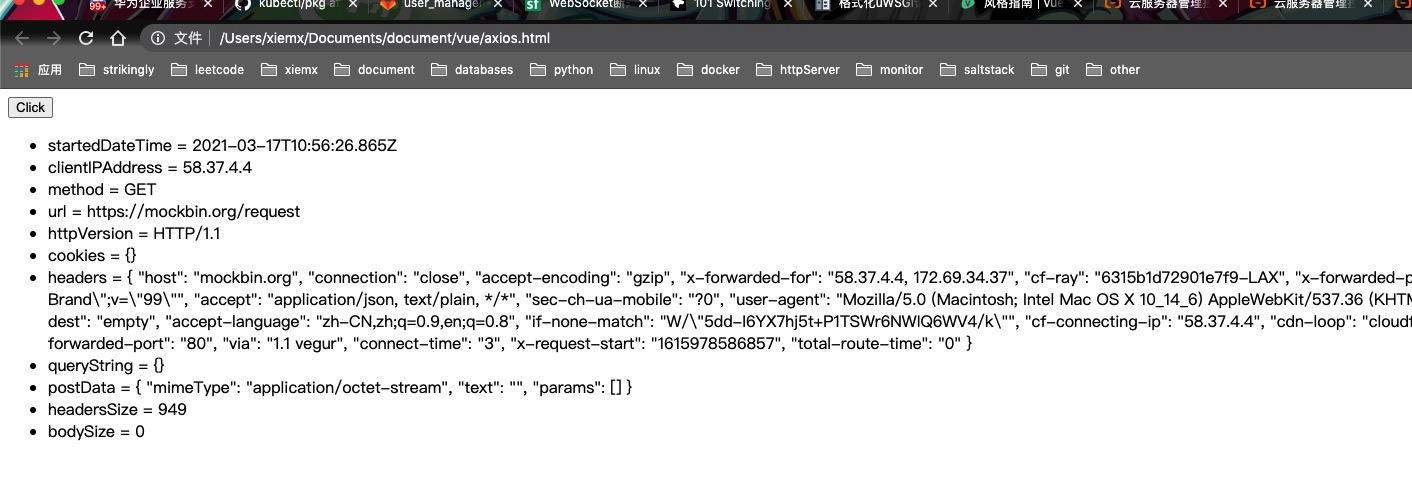 99+ 华为企业服务 kubectl/pkg at user_manage WebSocket断 101 Switching 格式化uWSGI 风格指南 | Vue 云服务器管理控 云服务器管理控
文件 /Users/xiemx/Documents/document/vue/axios.html
应用 strikingly leetcode xiemx document databases python linux docker httpServer monitor saltstack git other
Click
startedDateTime = 2021-03-17T10:56:26.865Z
clientIPAddress = 58.37.4.4
method = GET
url = https://mockbin.org/request
httpVersion = HTTP/1.1
cookies = {}
headers = { "host": "mockbin.org", "connection": "close", "accept-encoding": "gzip", "x-forwarded-for": "58.37.4.4, 172.69.34.37", "cf-ray": "6315b1d72901e7f9-LAX", "x-forwarded-p
Brand\";v=\"99\"", "accept": "application/json, text/plain, */*", "sec-ch-ua-mobile": "?0", "user-agent": "Mozilla/5.0 (Macintosh; Intel Mac OS X 10_14_6) AppleWebKit/537.36 (KHTM
dest": "empty", "accept-language": "zh-CN,zh;q=0.9,en;q=0.8", "if-none-match": "W/\"5dd-I6YX7hj5t+P1TSWr6NWlQ6WV4/k\"", "cf-connecting-ip": "58.37.4.4", "cdn-loop": "cloudf
forwarded-port": "80", "via": "1.1 vegur", "connect-time": "3", "x-request-start": "1615978586857", "total-route-time": "0" }
queryString = {}
postData = { "mimeType": "application/octet-stream", "text": "", "params": [] }
headersSize = 949
bodySize = 0